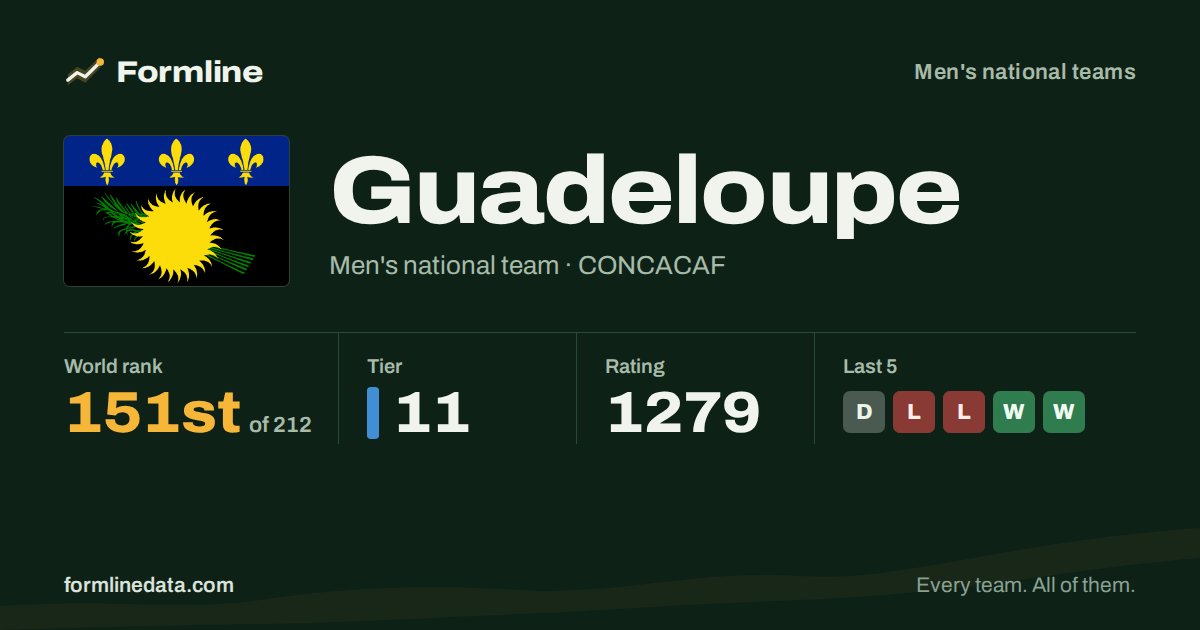 Formline
Men's national teams
Guadeloupe
Men's national team · CONCACAF
World rank
151st of 212
Tier
11
Rating
1279
Last 5
D L L W W
formlinedata.com
Every team. All of them.